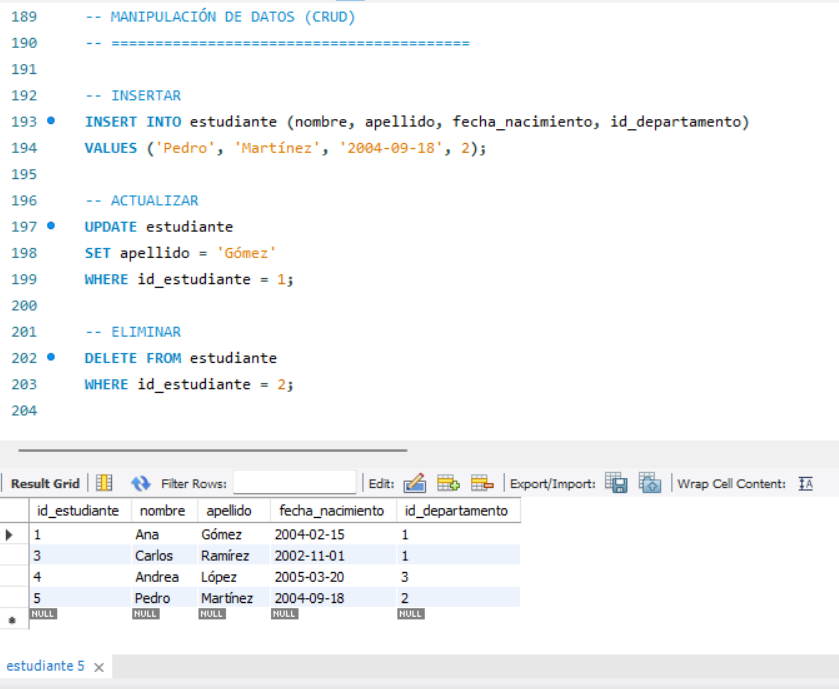 189 -- MANIPULACIÓN DE DATOS (CRUD)
190 -- =========================================
191
192 -- INSERTAR
193 INSERT INTO estudiante (nombre, apellido, fecha_nacimiento, id_departamento)
194 VALUES ('Pedro', 'Martínez', '2004-09-18', 2);
195
196 -- ACTUALIZAR
197 UPDATE estudiante
198 SET apellido = 'Gómez'
199 WHERE id_estudiante = 1;
200
201 -- ELIMINAR
202 DELETE FROM estudiante
203 WHERE id_estudiante = 2;
204
Result Grid Filter Rows: Edit: Export/Import: Wrap Cell Content: IA
id_estudiante nombre apellido fecha_nacimiento id_departamento
1 Ana Gómez 2004-02-15 1
3 Carlos Ramírez 2002-11-01 1
4 Andrea López 2005-03-20 3
5 Pedro Martínez 2004-09-18 2
NULL NULL NULL NULL NULL
estudiante 5